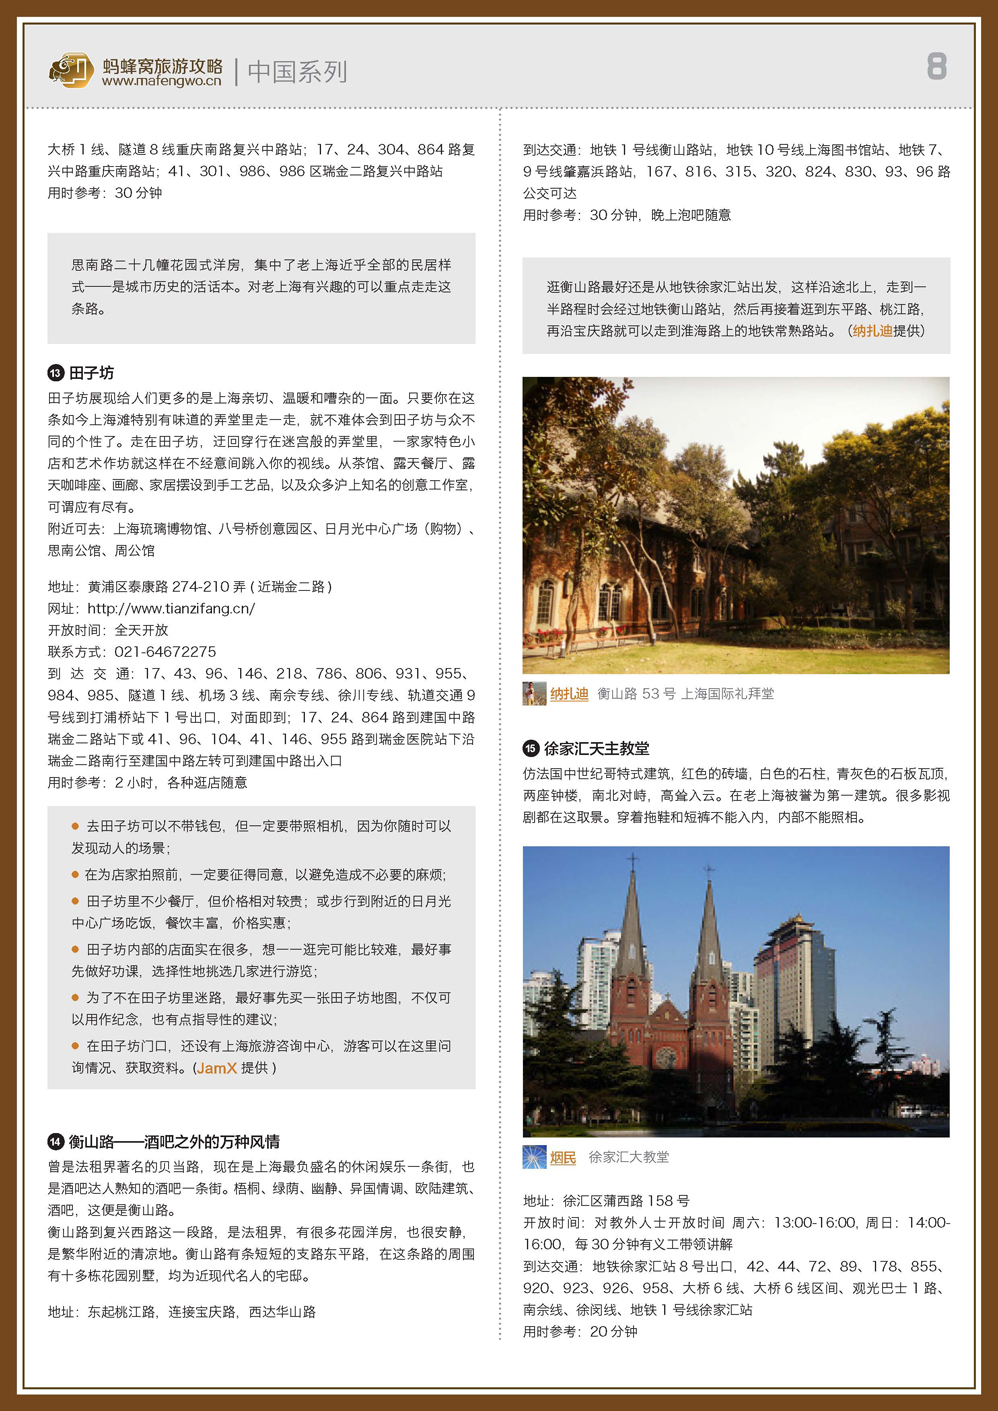 蚂蜂窝旅游攻略
www.mafengwo.cn
中国系列
8
大桥 1 线、隧道 8 线重庆南路复兴中路站；17、24、304、864 路复
兴中路重庆南路站；41、301、986、986 区瑞金二路复兴中路站
用时参考：30 分钟
思南路二十几幢花园式洋房，集中了老上海近乎全部的民居样
式——是城市历史的活话本。对老上海有兴趣的可以重点走走这
条路。
13 田子坊
田子坊展现给人们更多的是上海亲切、温暖和嘈杂的一面。只要你在这
条如今上海滩特别有味道的弄堂里走一走，就不难体会到田子坊与众不
同的个性了。走在田子坊，迂回穿行在迷宫般的弄堂里，一家家特色小
店和艺术作坊就这样在不经意间跳入你的视线。从茶馆、露天餐厅、露
天咖啡座、画廊、家居摆设到手工艺品，以及众多沪上知名的创意工作室，
可谓应有尽有。
附近可去：上海琉璃博物馆、八号桥创意园区、日月光中心广场（购物）、
思南公馆、周公馆
地址：黄浦区泰康路 274-210 弄 ( 近瑞金二路 )
网址：http://www.tianzifang.cn/
开放时间：全天开放
联系方式：021-64672275
到 达 交 通：17、43、96、146、218、786、806、931、955、
984、985、隧道 1 线、机场 3 线、南佘专线、徐川专线、轨道交通 9
号线到打浦桥站下 1 号出口，对面即到；17、24、864 路到建国中路
瑞金二路站下或 41、96、104、41、146、955 路到瑞金医院站下沿
瑞金二路南行至建国中路左转可到建国中路出入口
用时参考：2 小时，各种逛店随意
● 去田子坊可以不带钱包，但一定要带照相机，因为你随时可以
发现动人的场景；
● 在为店家拍照前，一定要征得同意，以避免造成不必要的麻烦；
● 田子坊里不少餐厅，但价格相对较贵；或步行到附近的日月光
中心广场吃饭，餐饮丰富，价格实惠；
● 田子坊内部的店面实在很多，想一一逛完可能比较难，最好事
先做好功课，选择性地挑选几家进行游览；
● 为了不在田子坊里迷路，最好事先买一张田子坊地图，不仅可
以用作纪念，也有点指导性的建议；
● 在田子坊门口，还设有上海旅游咨询中心，游客可以在这里问
询情况、获取资料。(JamX 提供 )
14 衡山路——酒吧之外的万种风情
曾是法租界著名的贝当路，现在是上海最负盛名的休闲娱乐一条街，也
是酒吧达人熟知的酒吧一条街。梧桐、绿荫、幽静、异国情调、欧陆建筑、
酒吧，这便是衡山路。
衡山路到复兴西路这一段路，是法租界，有很多花园洋房，也很安静，
是繁华附近的清凉地。衡山路有条短短的支路东平路，在这条路的周围
有十多栋花园别墅，均为近现代名人的宅邸。
地址：东起桃江路，连接宝庆路，西达华山路
到达交通：地铁 1 号线衡山路站，地铁 10 号线上海图书馆站、地铁 7、
9 号线肇嘉浜路站，167、816、315、320、824、830、93、96 路
公交可达
用时参考：30 分钟，晚上泡吧随意
逛衡山路最好还是从地铁徐家汇站出发，这样沿途北上，走到一
半路程时会经过地铁衡山路站，然后再接着逛到东平路、桃江路，
再沿宝庆路就可以走到淮海路上的地铁常熟路站。（纳扎迪提供）
纳扎迪 衡山路 53 号 上海国际礼拜堂
15 徐家汇天主教堂
仿法国中世纪哥特式建筑，红色的砖墙，白色的石柱，青灰色的石板瓦顶，
两座钟楼，南北对峙，高耸入云。在老上海被誉为第一建筑。很多影视
剧都在这取景。穿着拖鞋和短裤不能入内，内部不能照相。
烟民 徐家汇大教堂
地址：徐汇区蒲西路 158 号
开放时间：对教外人士开放时间 周六：13:00-16:00, 周日：14:00-
16:00，每 30 分钟有义工带领讲解
到达交通：地铁徐家汇站 8 号出口，42、44、72、89、178、855、
920、923、926、958、大桥 6 线、大桥 6 线区间、观光巴士 1 路、
南佘线、徐闵线、地铁 1 号线徐家汇站
用时参考：20 分钟